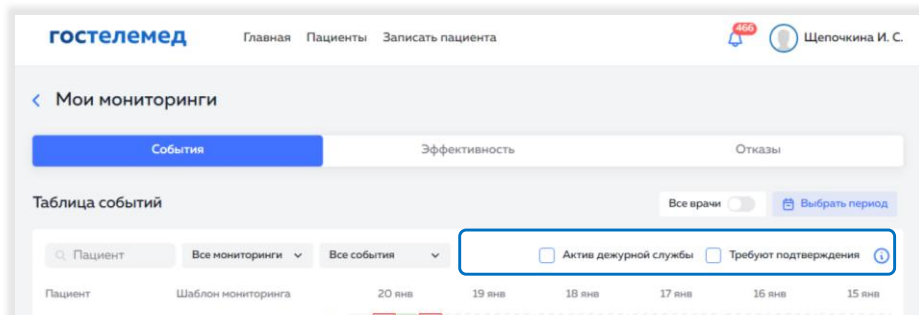 гостелемед Главная Пациенты Записать пациента 466 Щепочкина И. С.
Мои мониторинги
События Эффективность Отказы
Таблица событий Все врачи Выбрать период
Пациент Все мониторинги Все события Актив дежурной службы Требуют подтверждения
Пациент Шаблон мониторинга 20 янв 19 янв 18 янв 17 янв 16 янв 15 янв